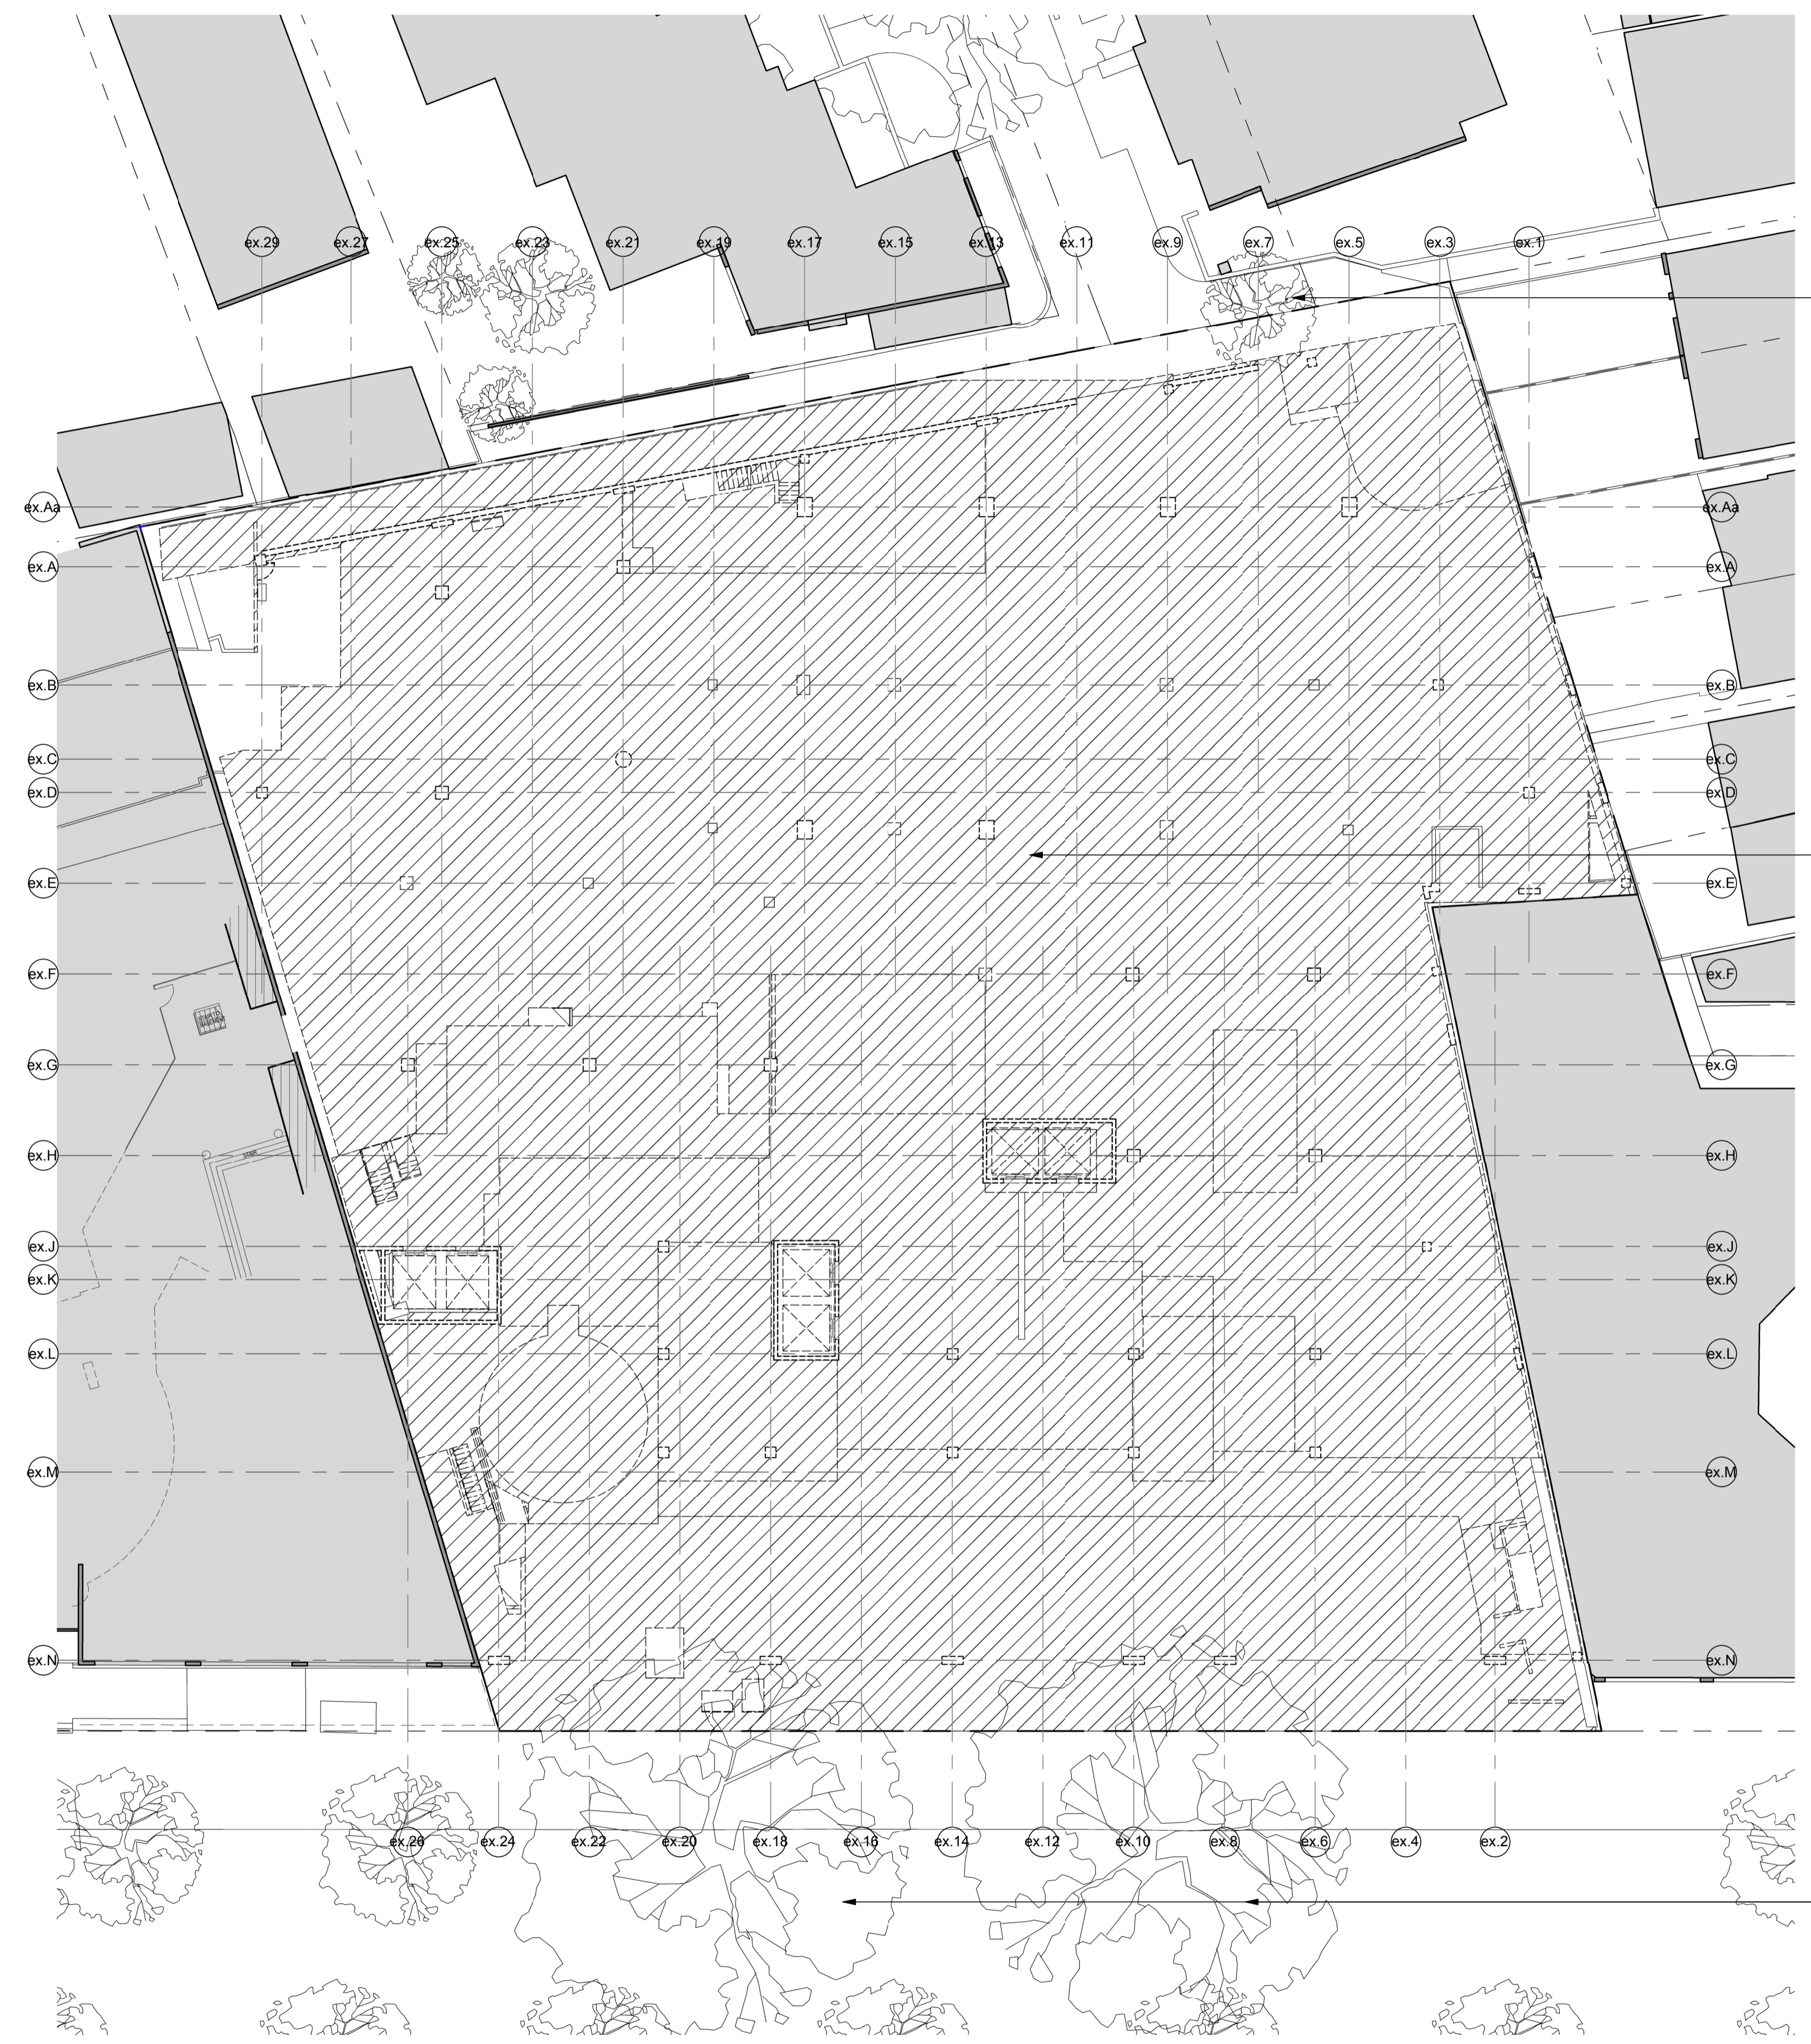 ex.29 ex.27 ex.25 ex.23 ex.21 ex.19 ex.17 ex.15 ex.13 ex.11 ex.9 ex.7 ex.5 ex.3 ex.1
ex.Aa ex.Aa
ex.A ex.A
ex.B ex.B
ex.C ex.C
ex.D ex.D
ex.E ex.E
ex.F ex.F
ex.G ex.G
ex.H STAIR ex.H
ex.J ex.J
ex.K ex.K
ex.L ex.L
ex.M ex.M
ex.N ex.N
ex.26 ex.24 ex.22 ex.20 ex.18 ex.16 ex.14 ex.12 ex.10 ex.8 ex.6 ex.4 ex.2